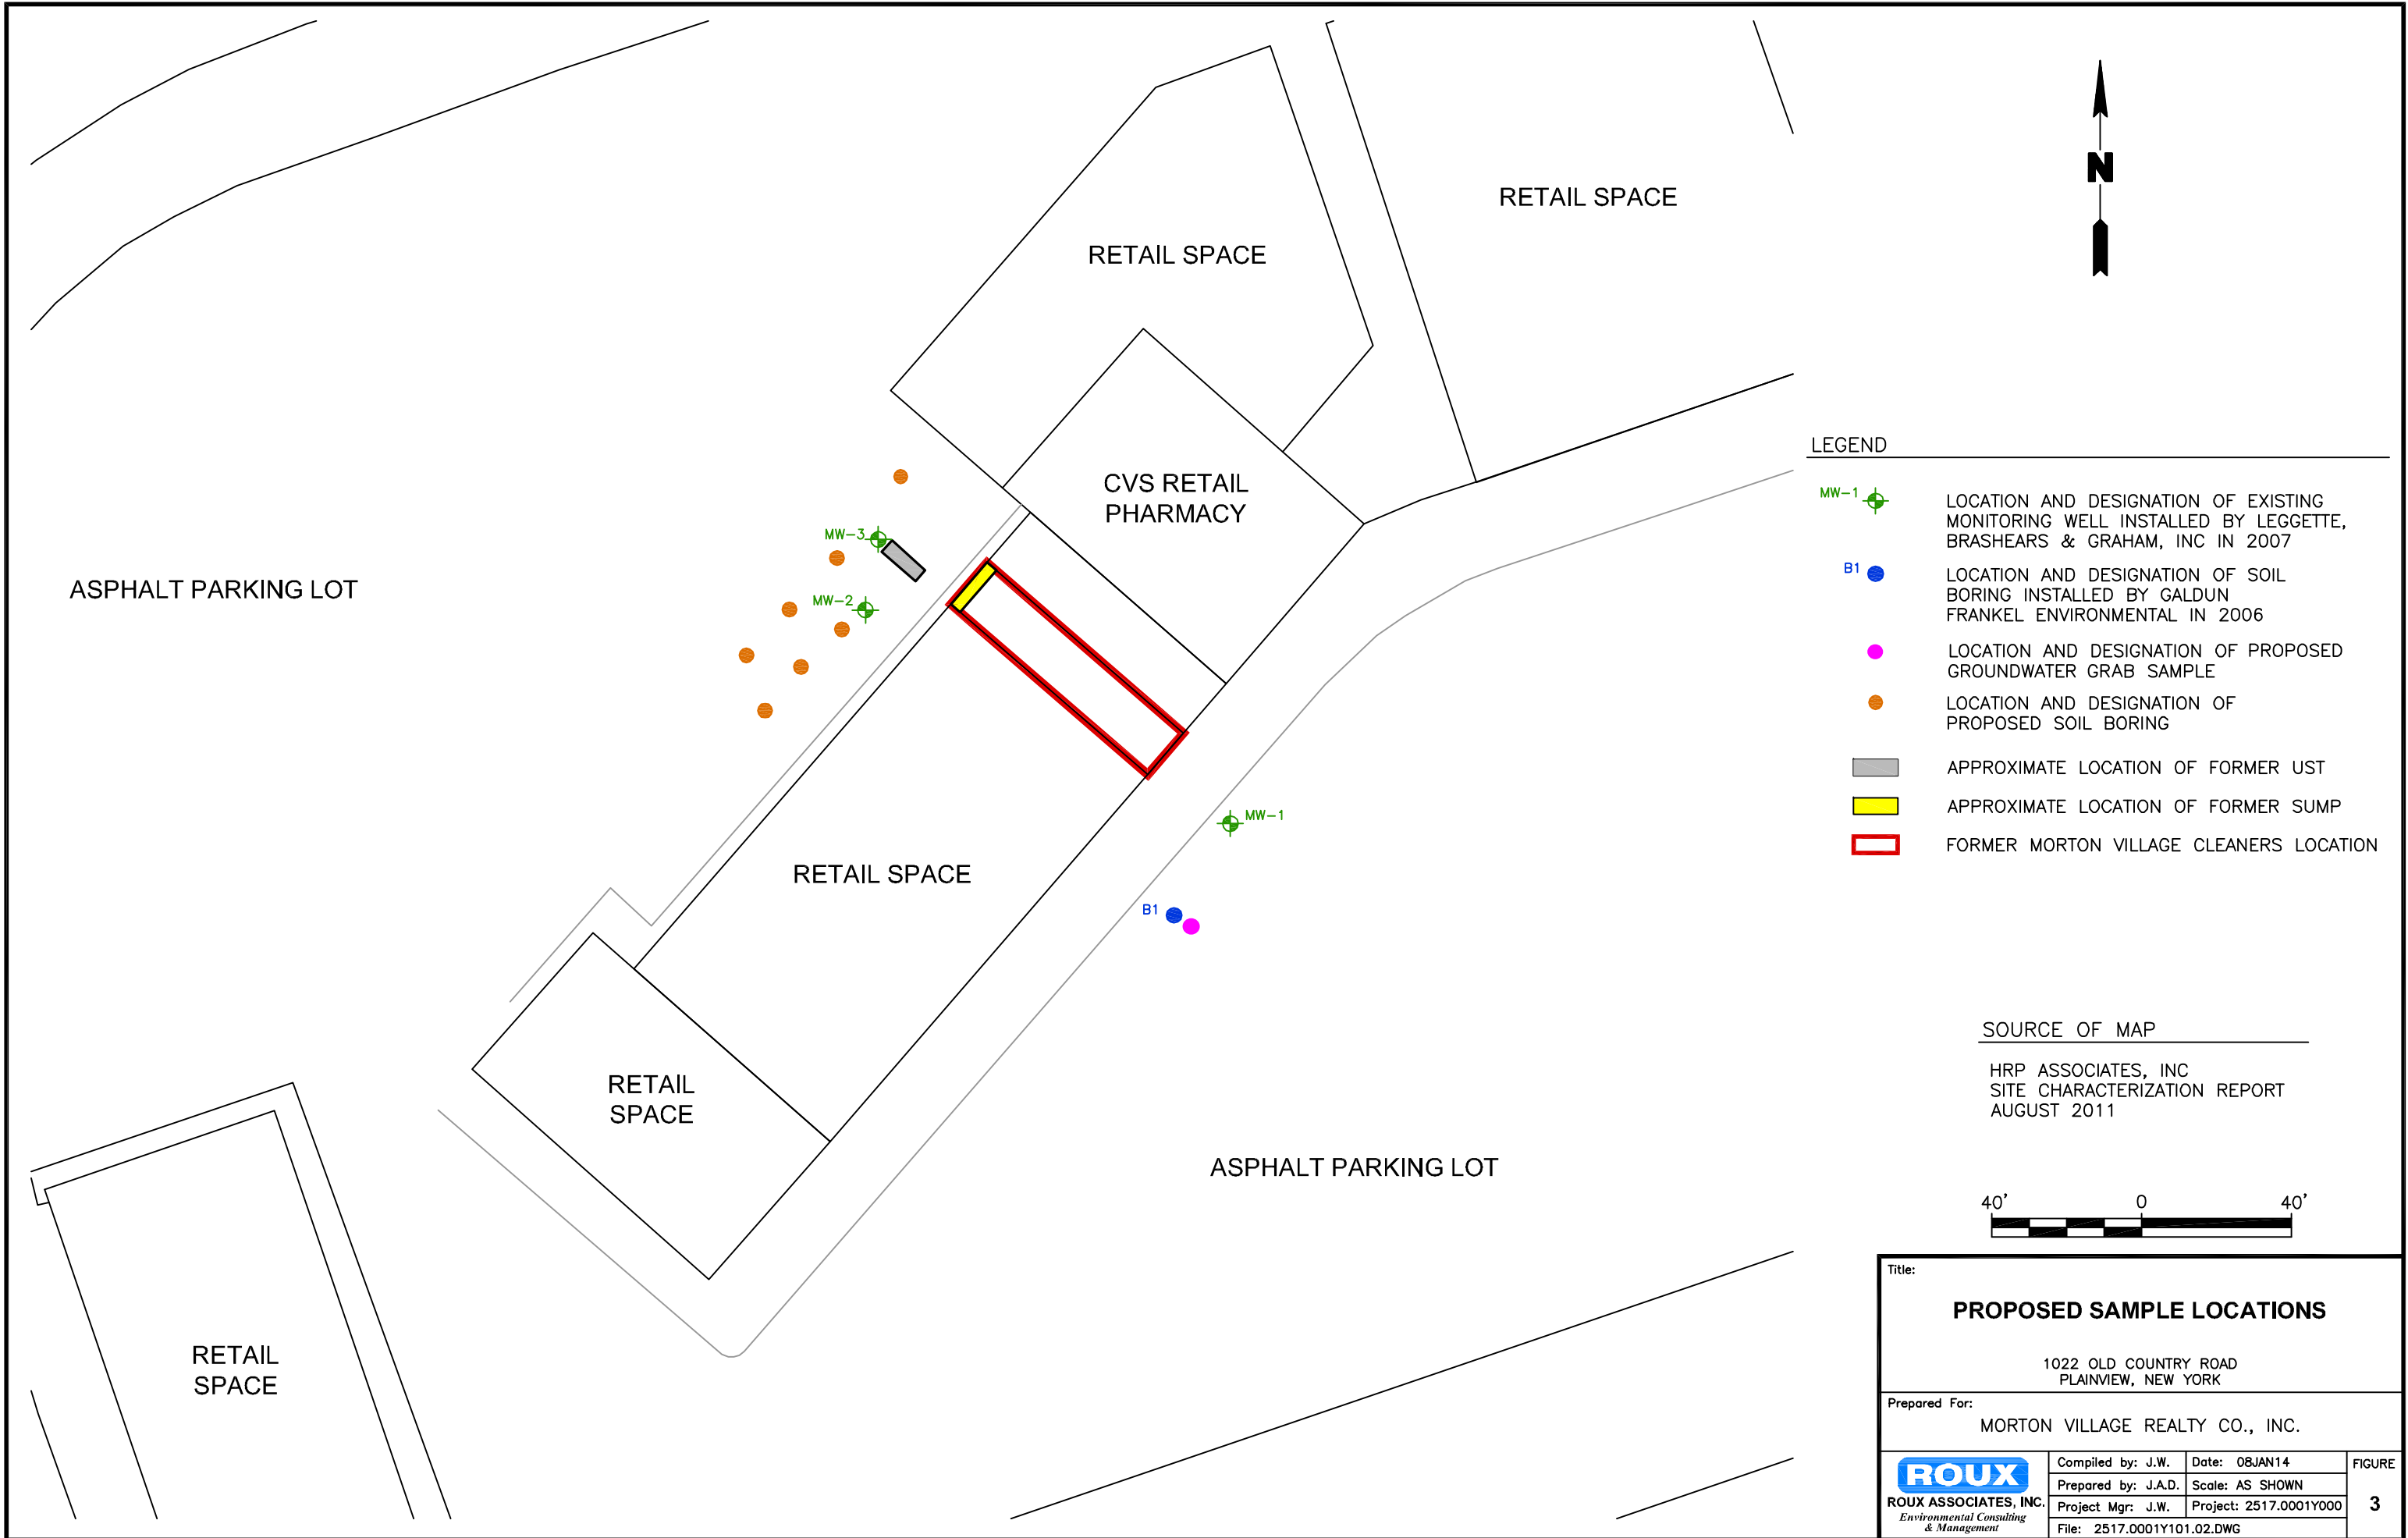 RETAIL SPACE
RETAIL SPACE
N
CVS RETAIL
PHARMACY
MW-3
MW-2
ASPHALT PARKING LOT
MW-1
RETAIL SPACE
B1
RETAIL
SPACE
ASPHALT PARKING LOT
RETAIL
SPACE
LEGEND
MW-1
LOCATION AND DESIGNATION OF EXISTING
MONITORING WELL INSTALLED BY LEGGETTE,
BRASHEARS & GRAHAM, INC IN 2007
B1
LOCATION AND DESIGNATION OF SOIL
BORING INSTALLED BY GALDUN
FRANKEL ENVIRONMENTAL IN 2006
LOCATION AND DESIGNATION OF PROPOSED
GROUNDWATER GRAB SAMPLE
LOCATION AND DESIGNATION OF
PROPOSED SOIL BORING
APPROXIMATE LOCATION OF FORMER UST
APPROXIMATE LOCATION OF FORMER SUMP
FORMER MORTON VILLAGE CLEANERS LOCATION
SOURCE OF MAP
HRP ASSOCIATES, INC
SITE CHARACTERIZATION REPORT
AUGUST 2011
40' 0 40'
Title:
PROPOSED SAMPLE LOCATIONS
1022 OLD COUNTRY ROAD
PLAINVIEW, NEW YORK
Prepared For:
MORTON VILLAGE REALTY CO., INC.
ROUX
ROUX ASSOCIATES, INC.
Environmental Consulting
& Management
Compiled by: J.W. Date: 08JAN14
Prepared by: J.A.D. Scale: AS SHOWN
Project Mgr: J.W. Project: 2517.0001Y000
File: 2517.0001Y101.02.DWG
FIGURE
3